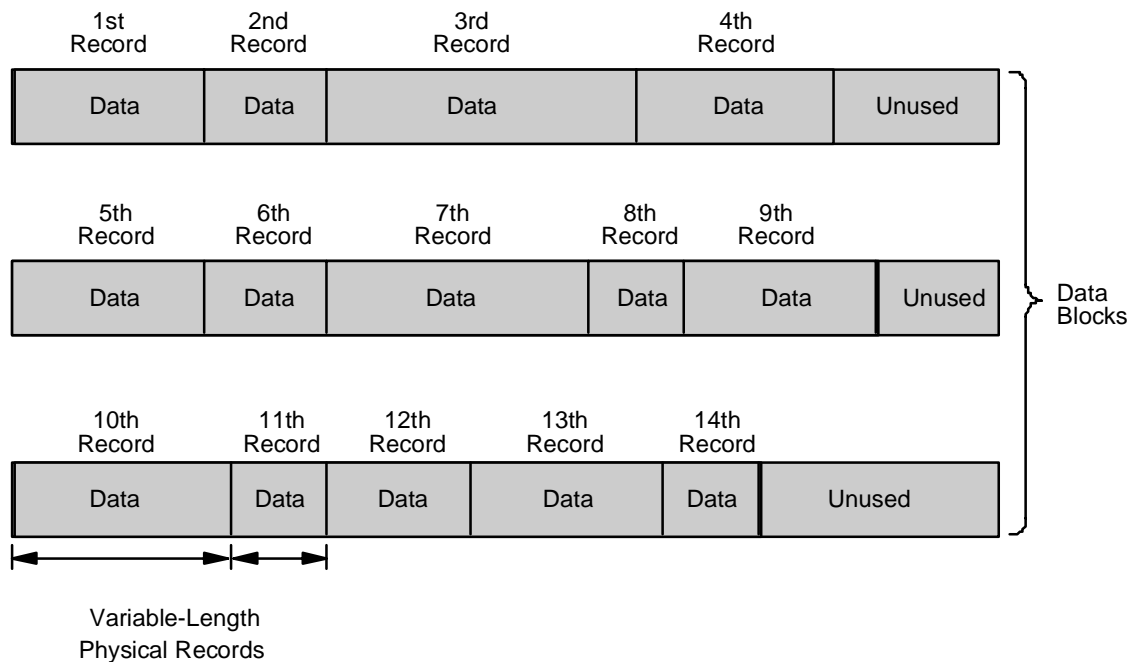 1st Record
2nd Record
3rd Record
4th Record
Data
Data
Data
Data
Unused
5th Record
6th Record
7th Record
8th Record
9th Record
Data
Data
Data
Data
Data
Unused
Data Blocks
10th Record
11th Record
12th Record
13th Record
14th Record
Data
Data
Data
Data
Data
Unused
Variable-Length
Physical Records